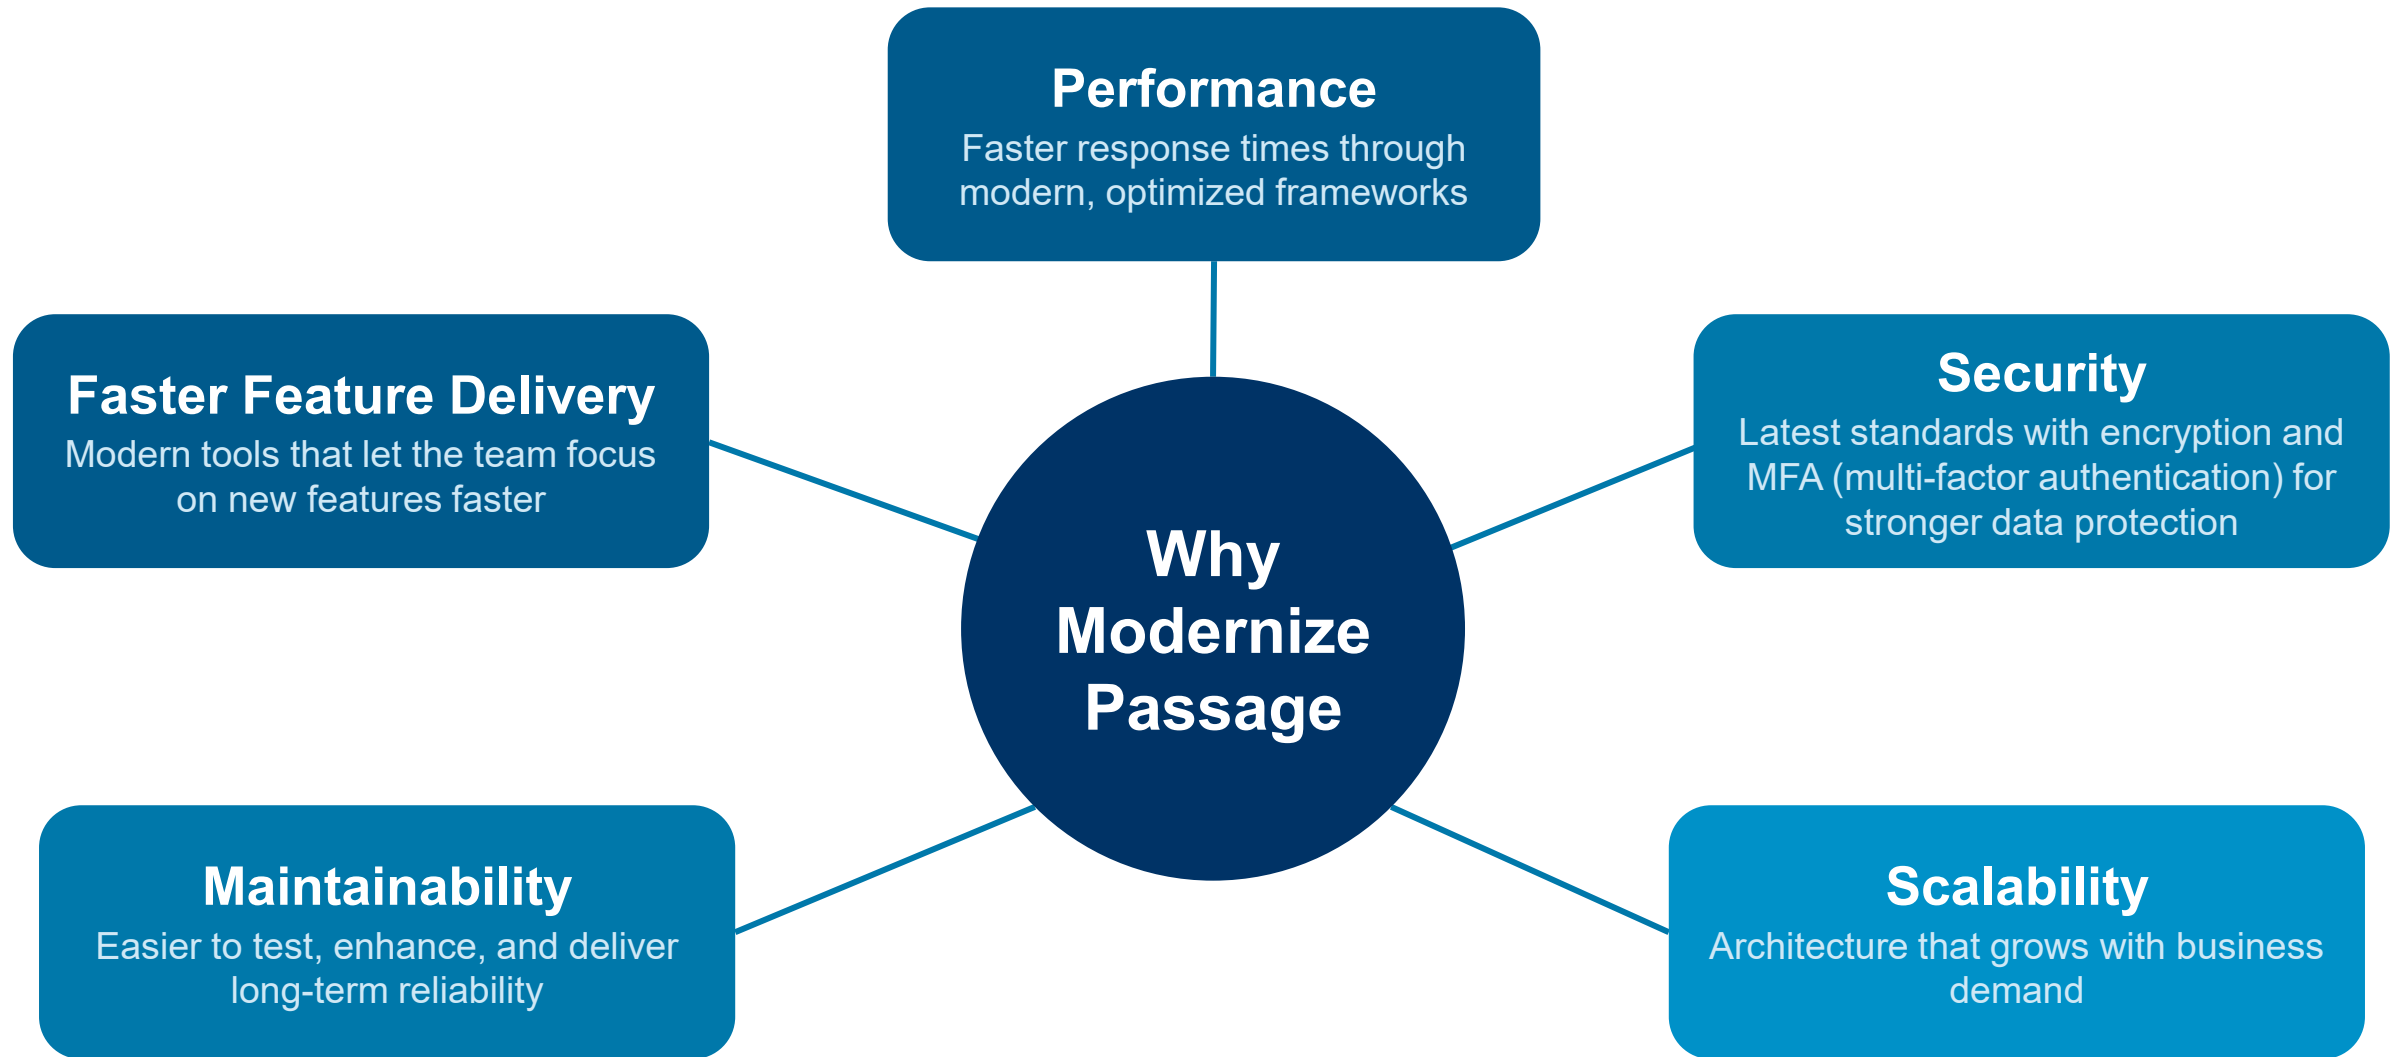 Performance
Faster response times through
modern, optimized frameworks
Faster Feature Delivery
Modern tools that let the team focus
on new features faster
Security
Latest standards with encryption and
MFA (multi-factor authentication) for
stronger data protection
Why
Modernize
Passage
Maintainability
Easier to test, enhance, and deliver
long-term reliability
Scalability
Architecture that grows with business
demand